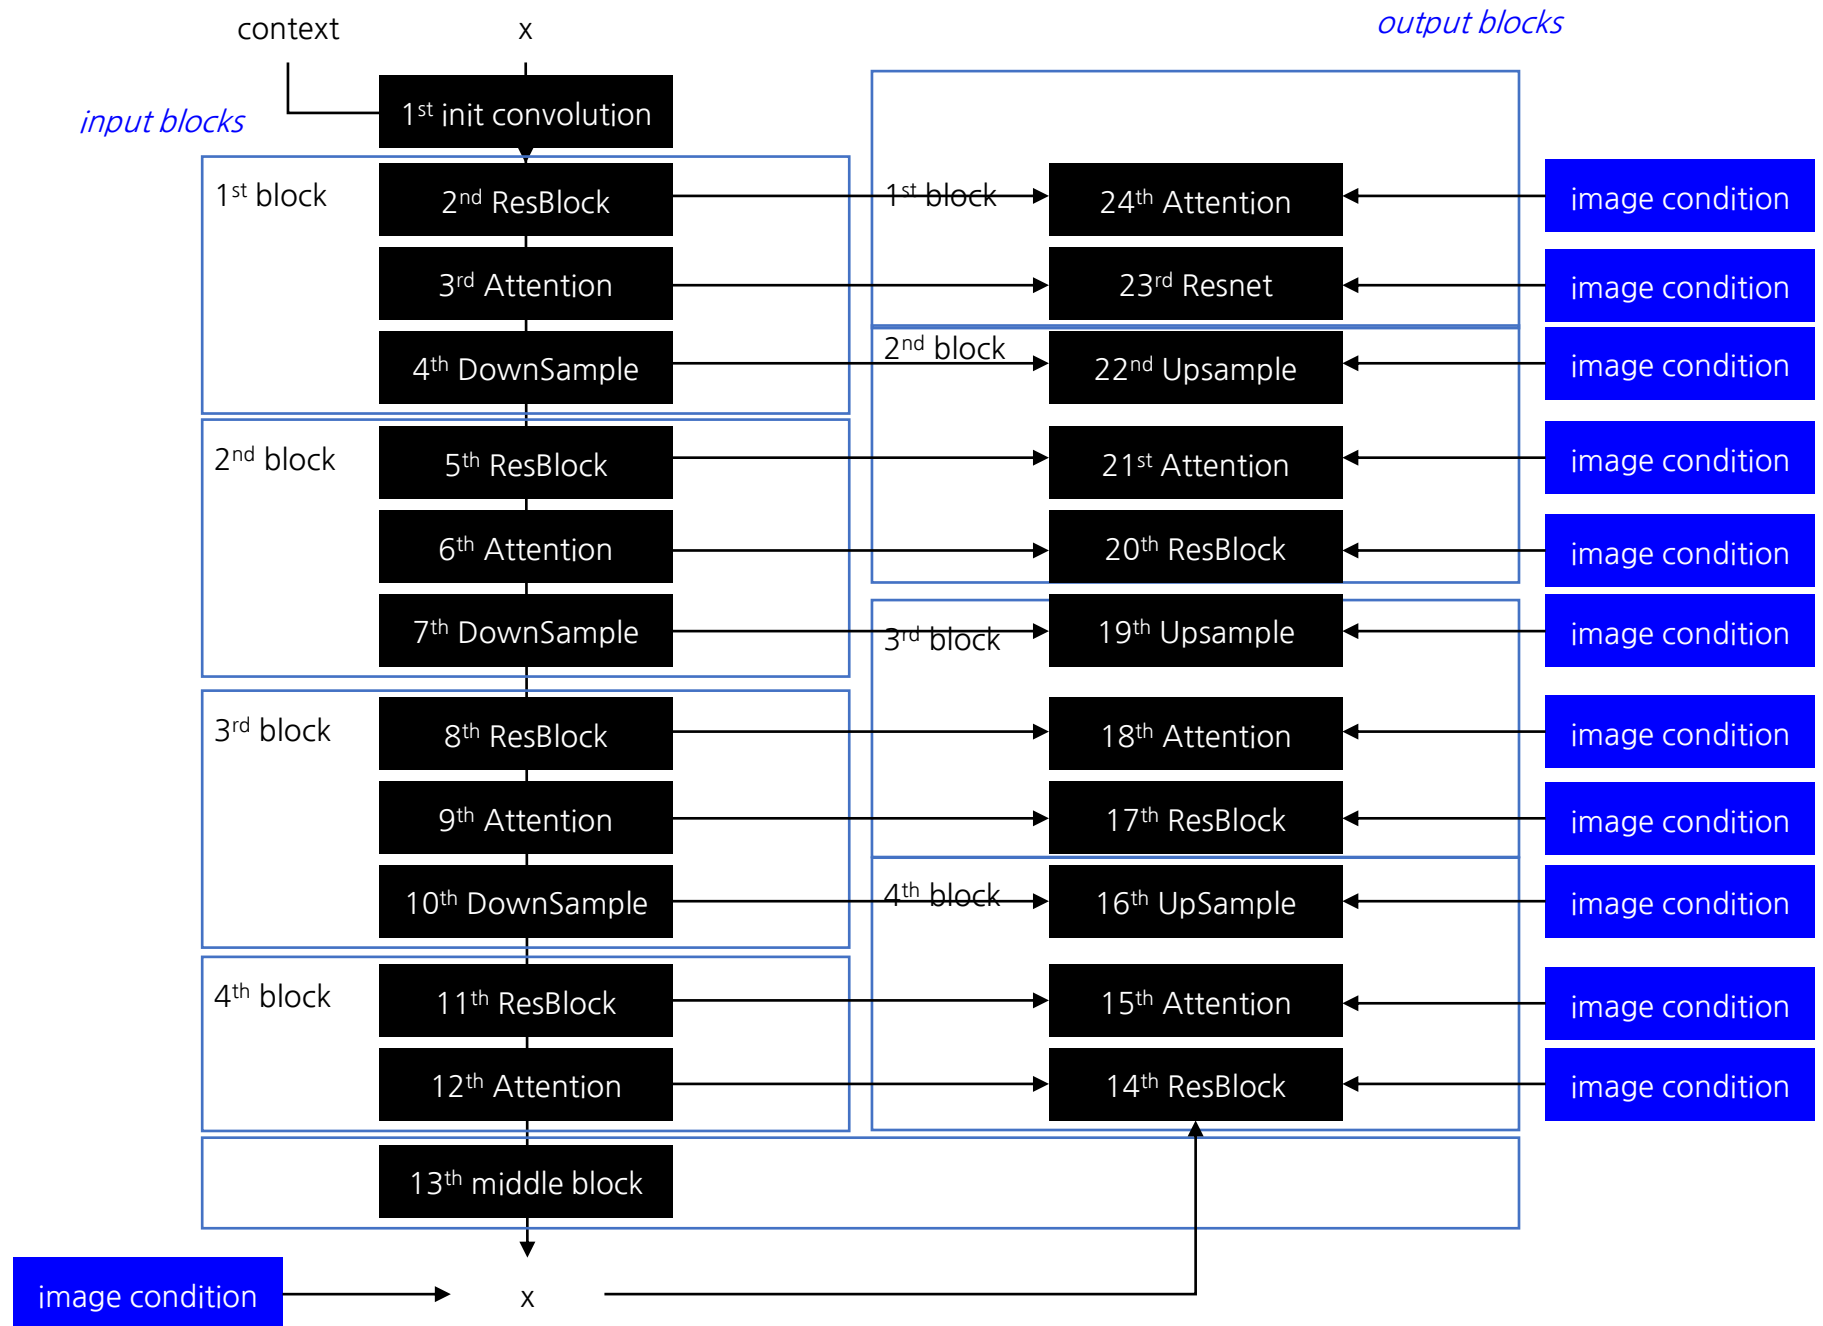 context
x
output blocks
input blocks
1st init convolution
1st block
2nd ResBlock
1st block
24th Attention
image condition
3rd Attention
23rd Resnet
image condition
4th DownSample
2nd block
22nd Upsample
image condition
2nd block
5th ResBlock
21st Attention
image condition
6th Attention
20th ResBlock
image condition
7th DownSample
3rd block
19th Upsample
image condition
3rd block
8th ResBlock
18th Attention
image condition
9th Attention
17th ResBlock
image condition
10th DownSample
4th block
16th UpSample
image condition
4th block
11th ResBlock
15th Attention
image condition
12th Attention
14th ResBlock
image condition
13th middle block
image condition
x